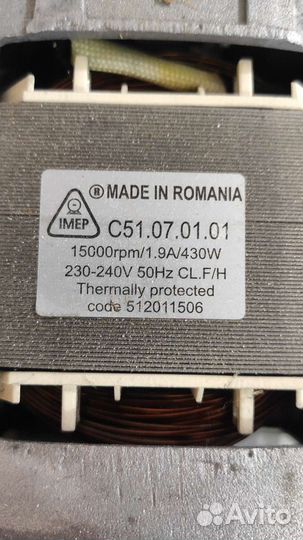 ® MADE IN ROMANIA
IMEP
C51.07.01.01
15000rpm/1.9A/430W
230-240V 50Hz CL.F/H
Thermally protected
code 512011506
Avito